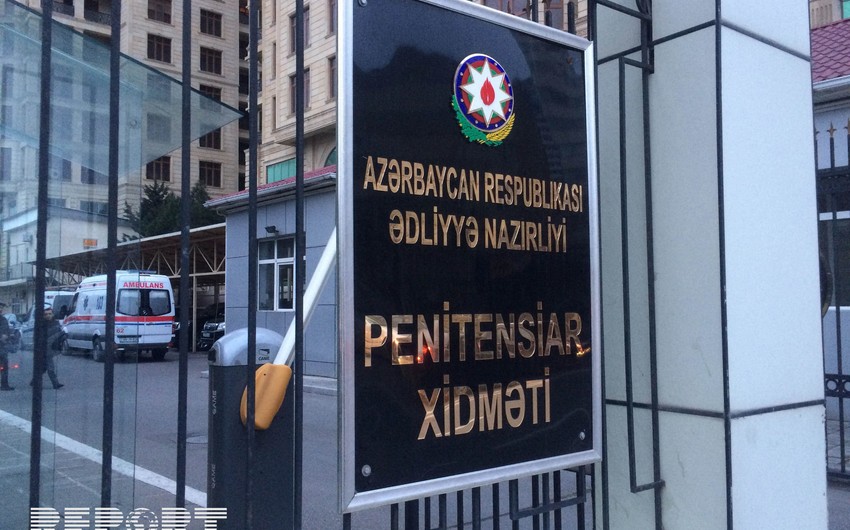 AZƏRBAYCAN RESPUBLİKASI
ƏDLİYYƏ NAZİRLİYİ
PENİTENSİAR
XİDMƏTİ
AMBULANS
REPORT